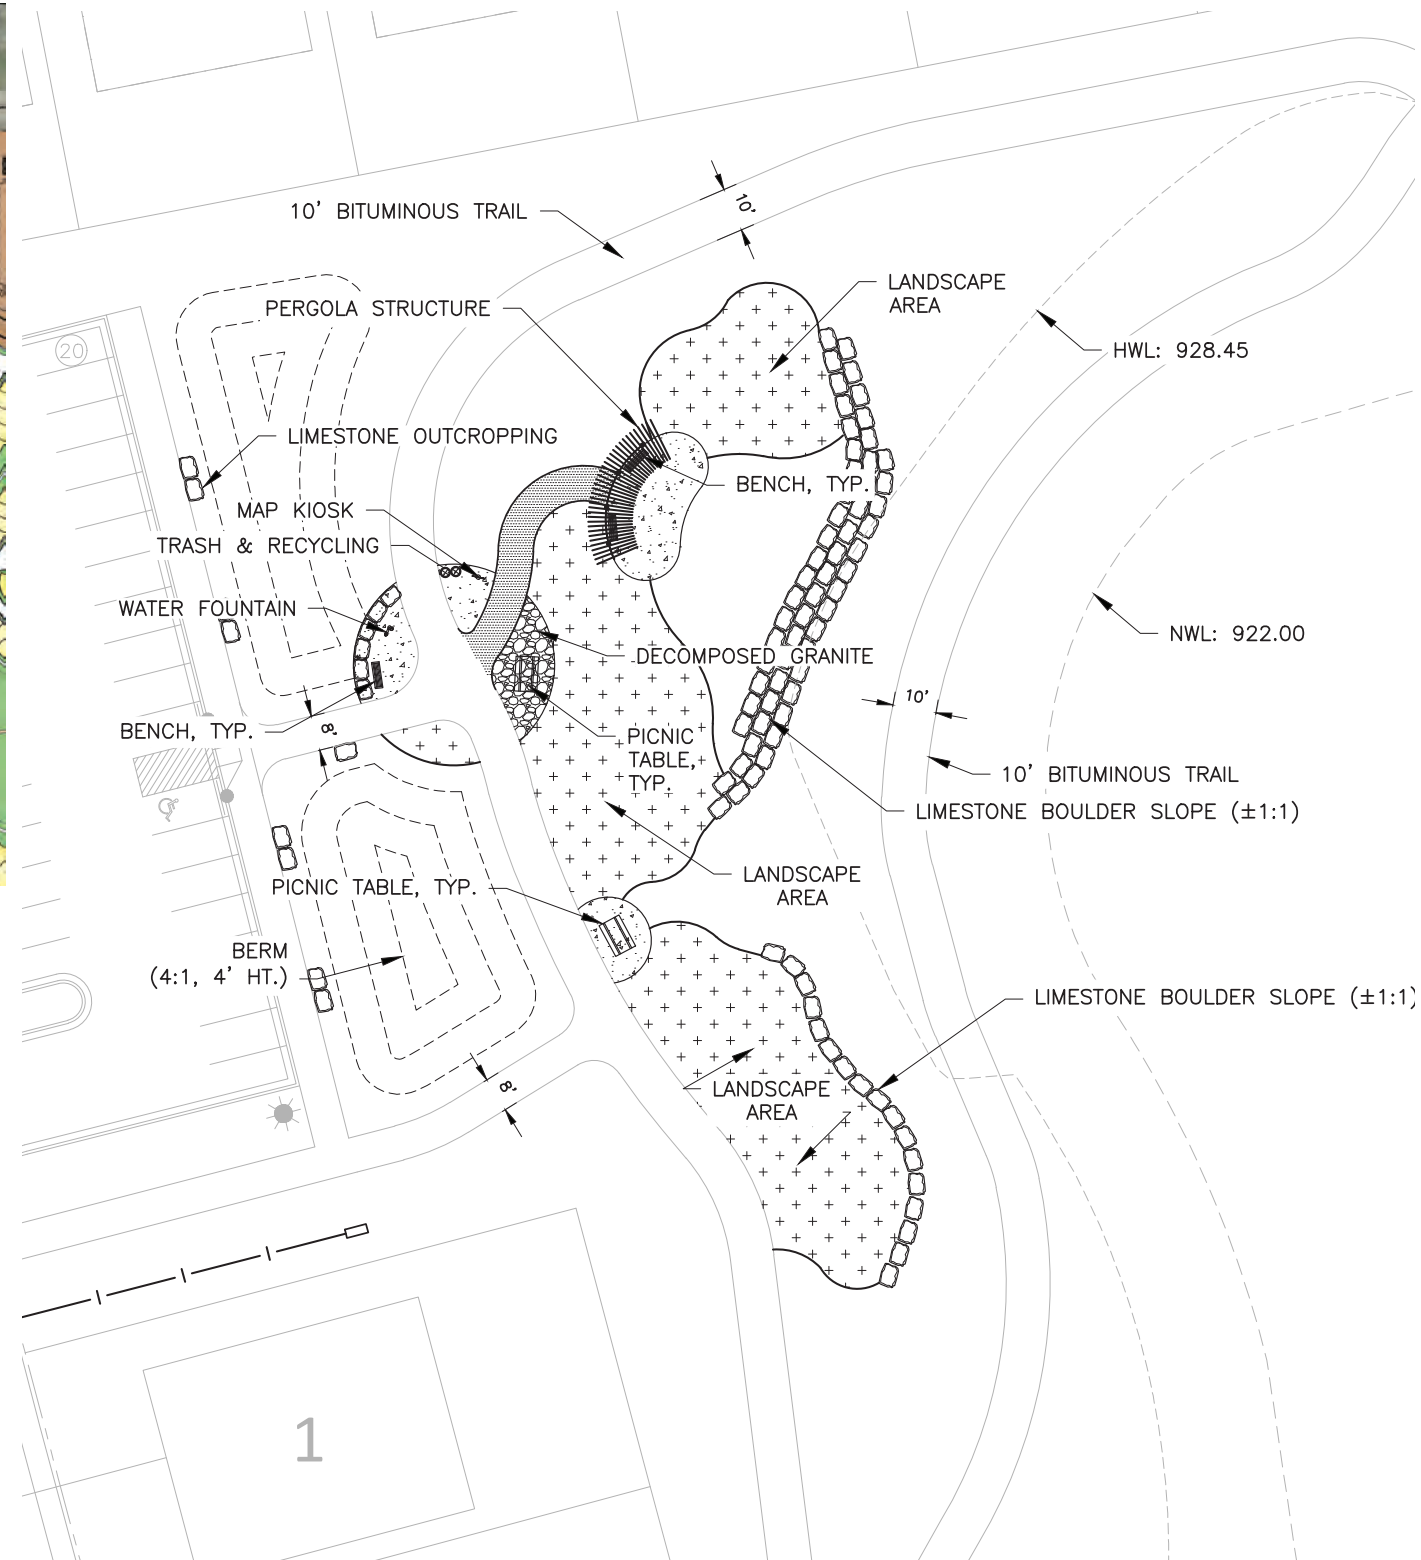 10'
10' BITUMINOUS TRAIL
LANDSCAPE
AREA
PERGOLA STRUCTURE
20
HWL: 928.45
LIMESTONE OUTCROPPING
BENCH, TYP.
MAP KIOSK
TRASH & RECYCLING
WATER FOUNTAIN
NWL: 922.00
DECOMPOSED GRANITE
10'
BENCH, TYP.
8'
PICNIC
TABLE,
TYP.
10' BITUMINOUS TRAIL
LIMESTONE BOULDER SLOPE (±1:1)
LANDSCAPE
AREA
PICNIC TABLE, TYP.
BERM
(4:1, 4' HT.)
LIMESTONE BOULDER SLOPE (±1:1)
8'
LANDSCAPE
AREA
1